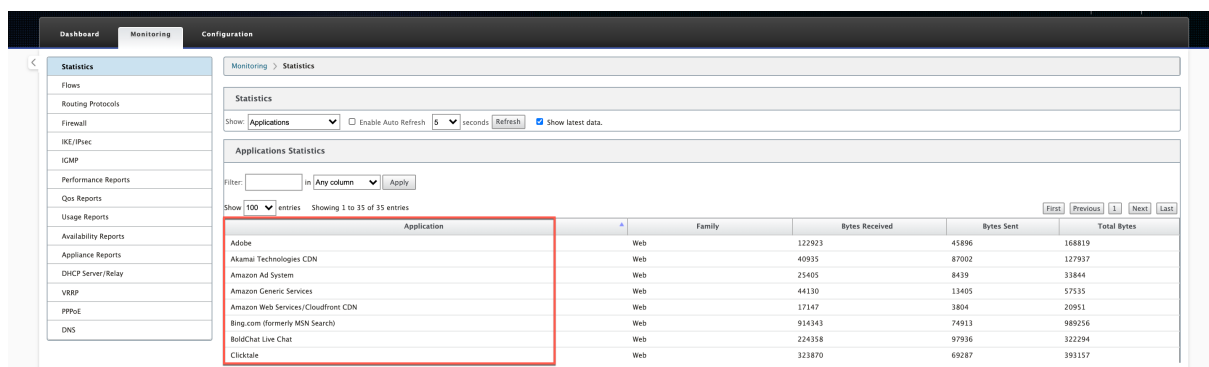 Dashboard Monitoring Configuration
Statistics
Flows
Routing Protocols
Firewall
IKE/IPsec
IGMP
Performance Reports
Qos Reports
Usage Reports
Availability Reports
Appliance Reports
DHCP Server/Relay
VRRP
PPPoE
DNS
Monitoring > Statistics
Statistics
Show: Applications Enable Auto Refresh 5 seconds Refresh Show latest data.
Applications Statistics
Filter: in Any column Apply
Show 100 entries Showing 1 to 35 of 35 entries First Previous 1 Next Last
Application Family Bytes Received Bytes Sent Total Bytes
Adobe Web 122923 45896 168819
Akamai Technologies CDN Web 40935 87002 127937
Amazon Ad System Web 25405 8439 33844
Amazon Generic Services Web 44130 13405 57535
Amazon Web Services/Cloudfront CDN Web 17147 3804 20951
Bing.com (formerly MSN Search) Web 914343 74913 989256
BoldChat Live Chat Web 224358 97936 322294
Clicktale Web 323870 69287 393157